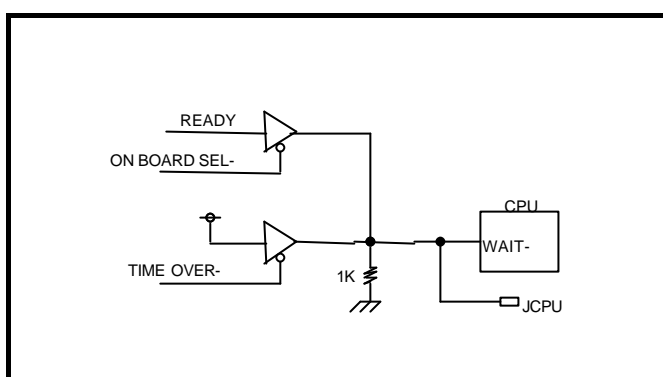 READY
ON BOARD SEL-
CPU
WAIT-
TIME OVER-
1K
JCPU